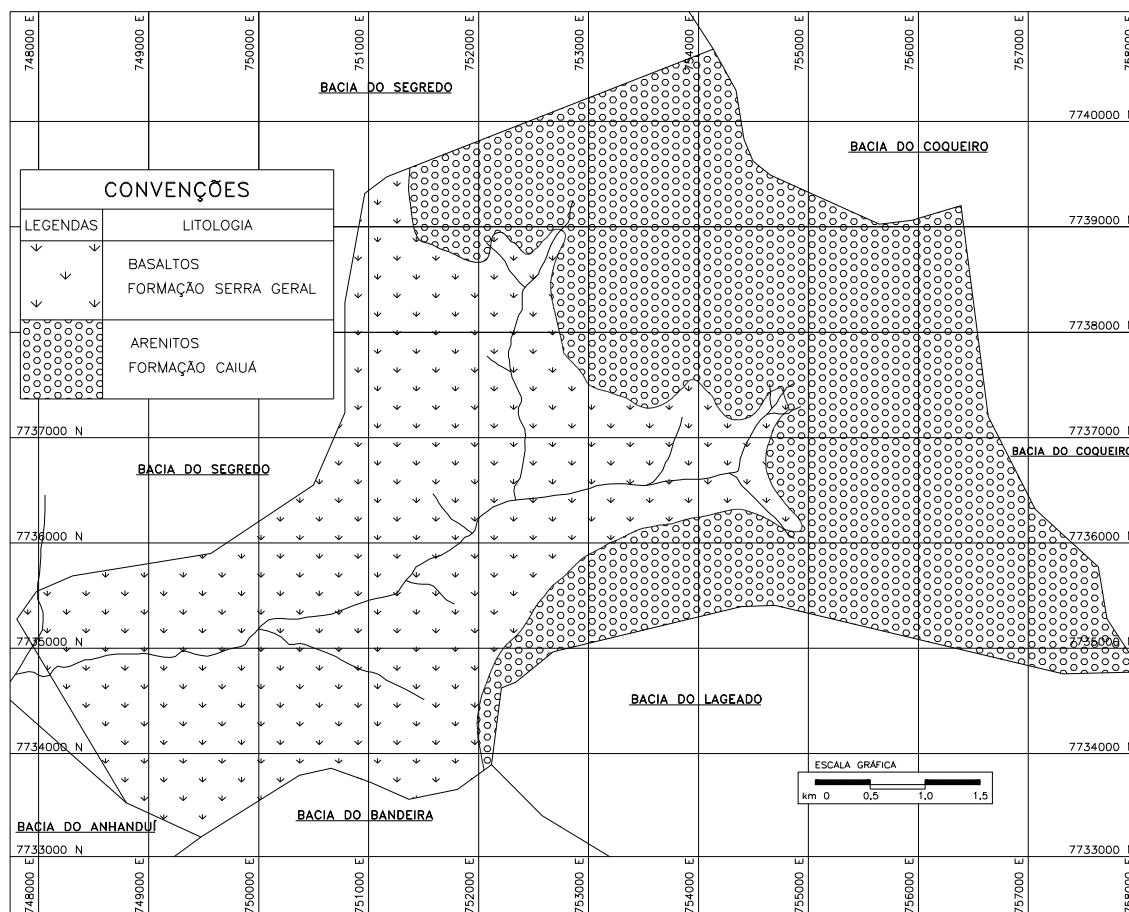 748000 E
749000 E
750000 E
751000 E
752000 E
753000 E
754000 E
755000 E
756000 E
757000 E
758000 E
BACIA DO SEGREDO
7740000 N
BACIA DO COQUEIRO
CONVENÇÕES
LEGENDAS LITOLOGIA
BASALTOS
FORMAÇÃO SERRA GERAL
ARENITOS
FORMAÇÃO CAIUÁ
7739000 N
7738000 N
7737000 N
7737000 N
BACIA DO COQUEIRO
BACIA DO SEGREDO
7736000 N
7736000 N
7735000 N
7735000 N
BACIA DO LAGEADO
7734000 N
7734000 N
ESCALA GRÁFICA
km 0 0,5 1.0 1.5
BACIA DO BANDEIRA
BACIA DO ANHANDUÍ
7733000 N
7733000 N
748000 E
749000 E
750000 E
751000 E
752000 E
753000 E
754000 E
755000 E
756000 E
757000 E
758000 E